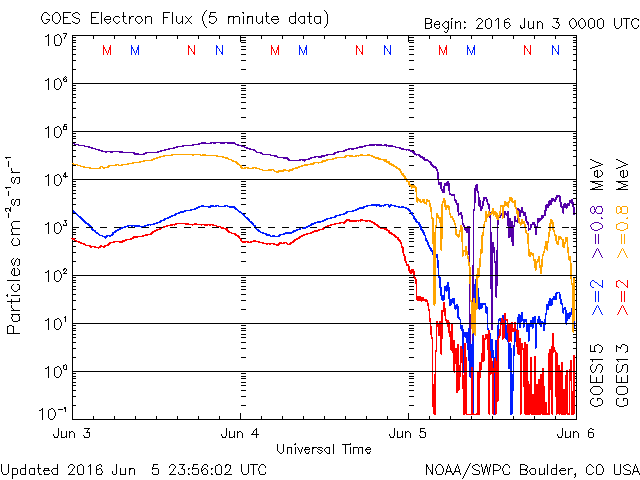 GOES Electron Flux (5 minute data)
Begin: 2016 Jun 3 0000 UTC
M M N N M M N N M M N N
10⁷
10⁶
10⁵
10⁴
10³
10²
10¹
10⁰
10⁻¹
Particles cm⁻²s⁻¹sr⁻¹
GOES15 >=2 >=0.8 MeV
GOES13 >=2 >=0.8 MeV
Jun 3 Jun 4 Jun 5 Jun 6
Universal Time
Updated 2016 Jun 5 23:56:02 UTC
NOAA/SWPC Boulder, CO USA